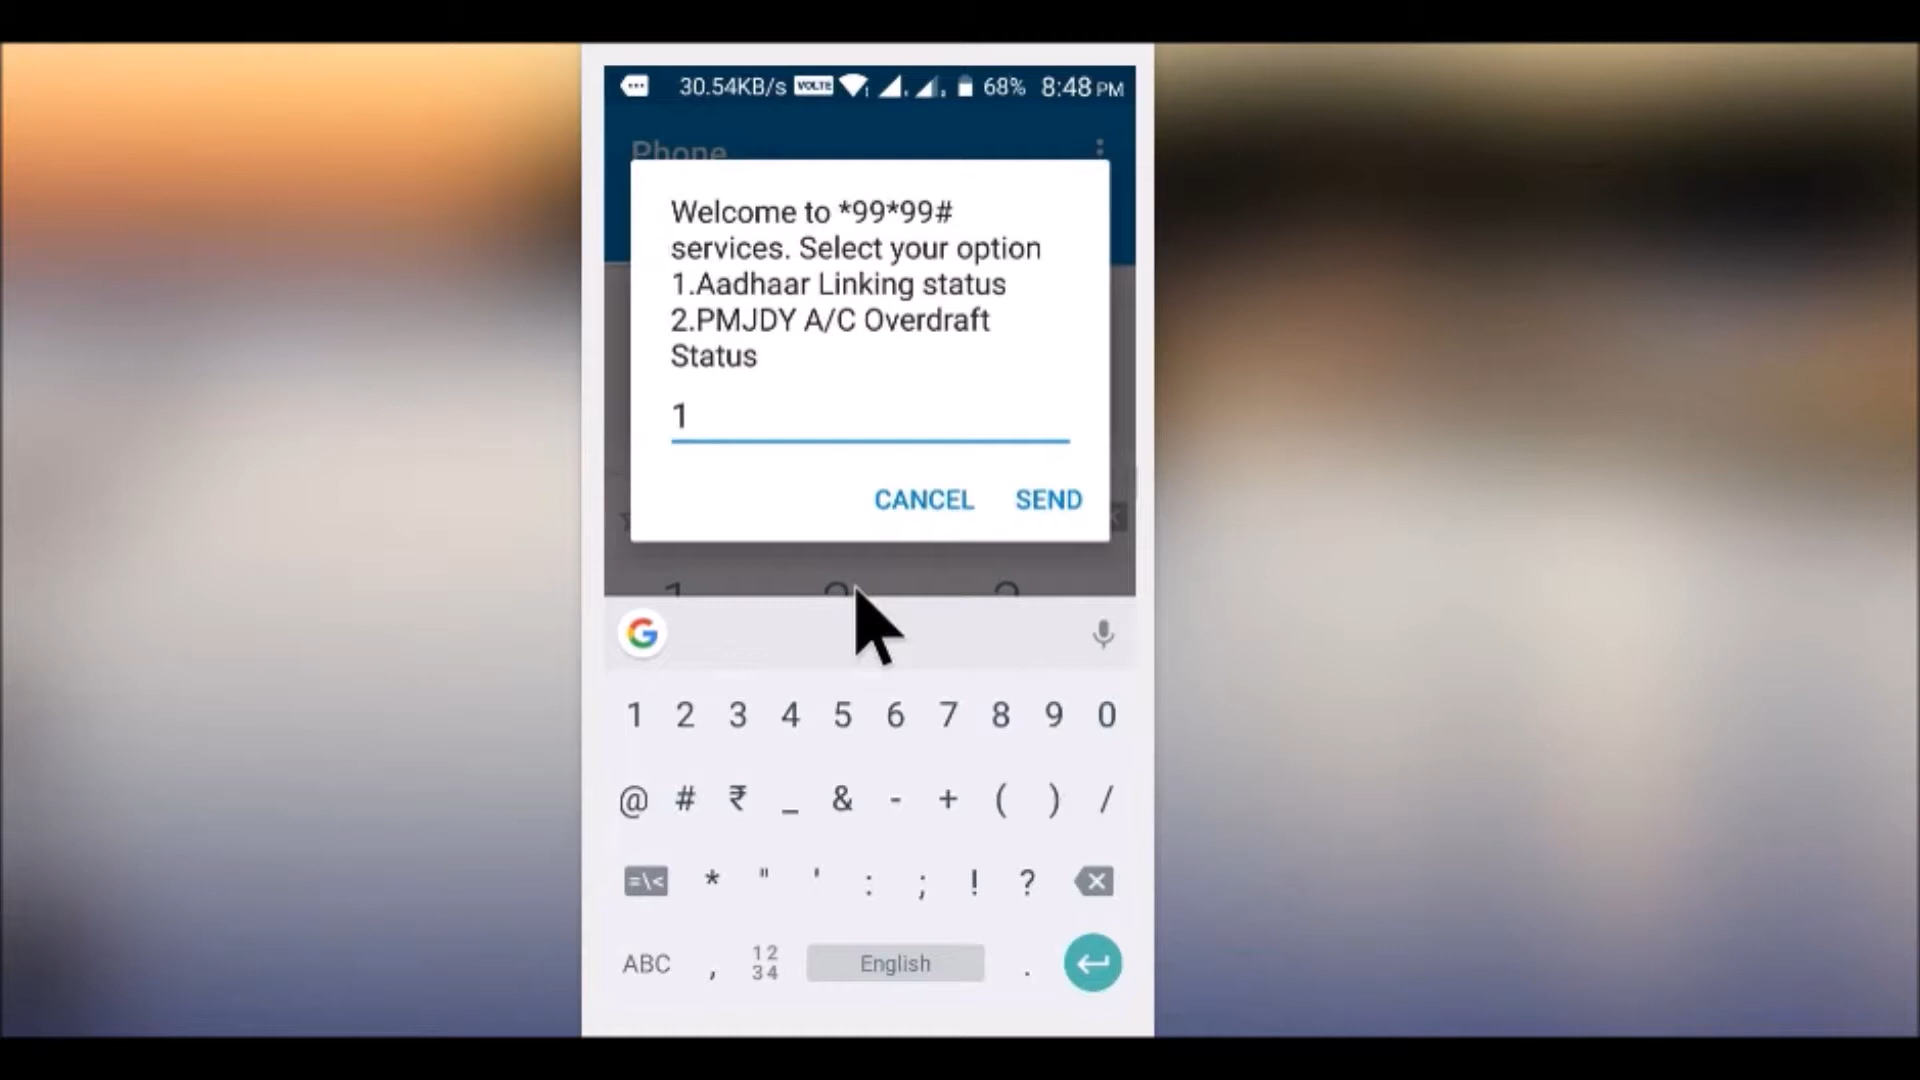 30.54KB/s VOLTE 68% 8:48 PM
Phone
Welcome to *99*99#
services. Select your option
1.Aadhaar Linking status
2.PMJDY A/C Overdraft
Status
1
CANCEL SEND
G
1 2 3 4 5 6 7 8 9 0
@ # ₹ _ & - + ( ) /
=\< * " ' : ; ! ?
ABC , 12 34 English .